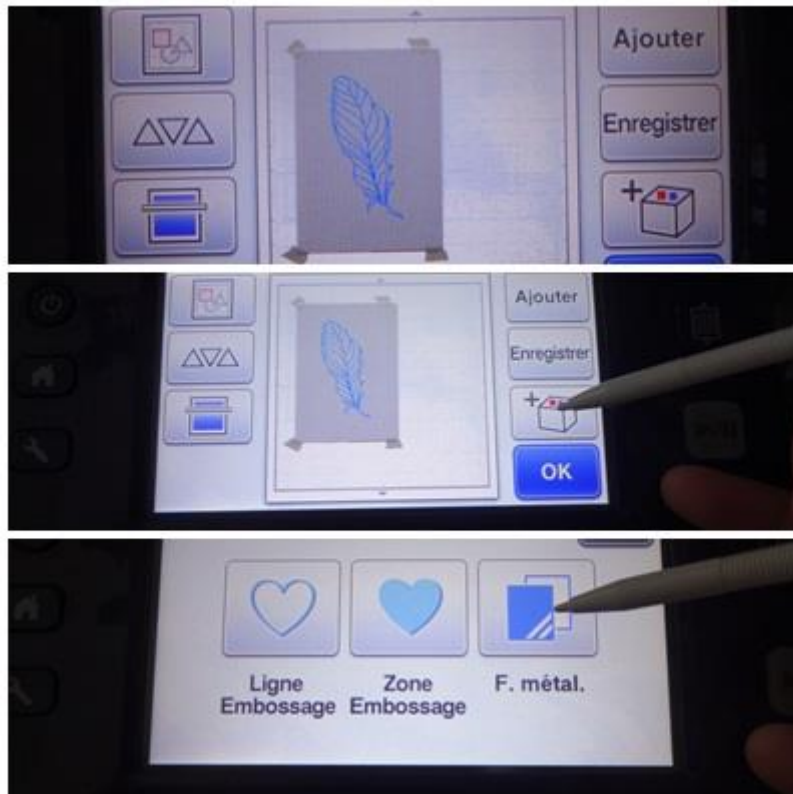 Ajouter
Enregistrer
Ajouter
Enregistrer
OK
Ligne
Embossage
Zone
Embossage
F. métal.